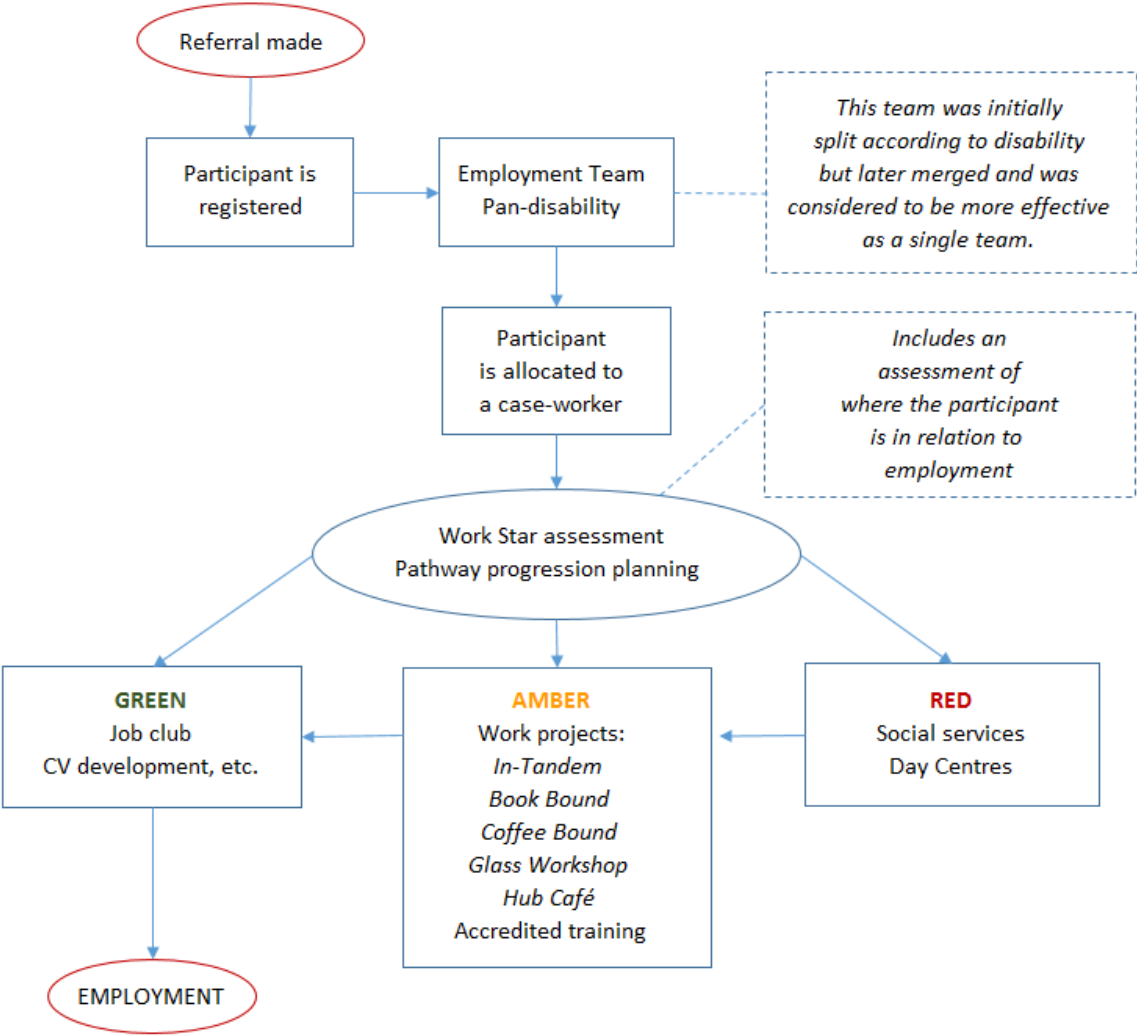 Referral made
Participant is
registered
Employment Team
Pan-disability
This team was initially
split according to disability
but later merged and was
considered to be more effective
as a single team.
Participant
is allocated to
a case-worker
Includes an
assessment of
where the participant
is in relation to
employment
Work Star assessment
Pathway progression planning
GREEN
Job club
CV development, etc.
AMBER
Work projects:
In-Tandem
Book Bound
Coffee Bound
Glass Workshop
Hub Café
Accredited training
RED
Social services
Day Centres
EMPLOYMENT